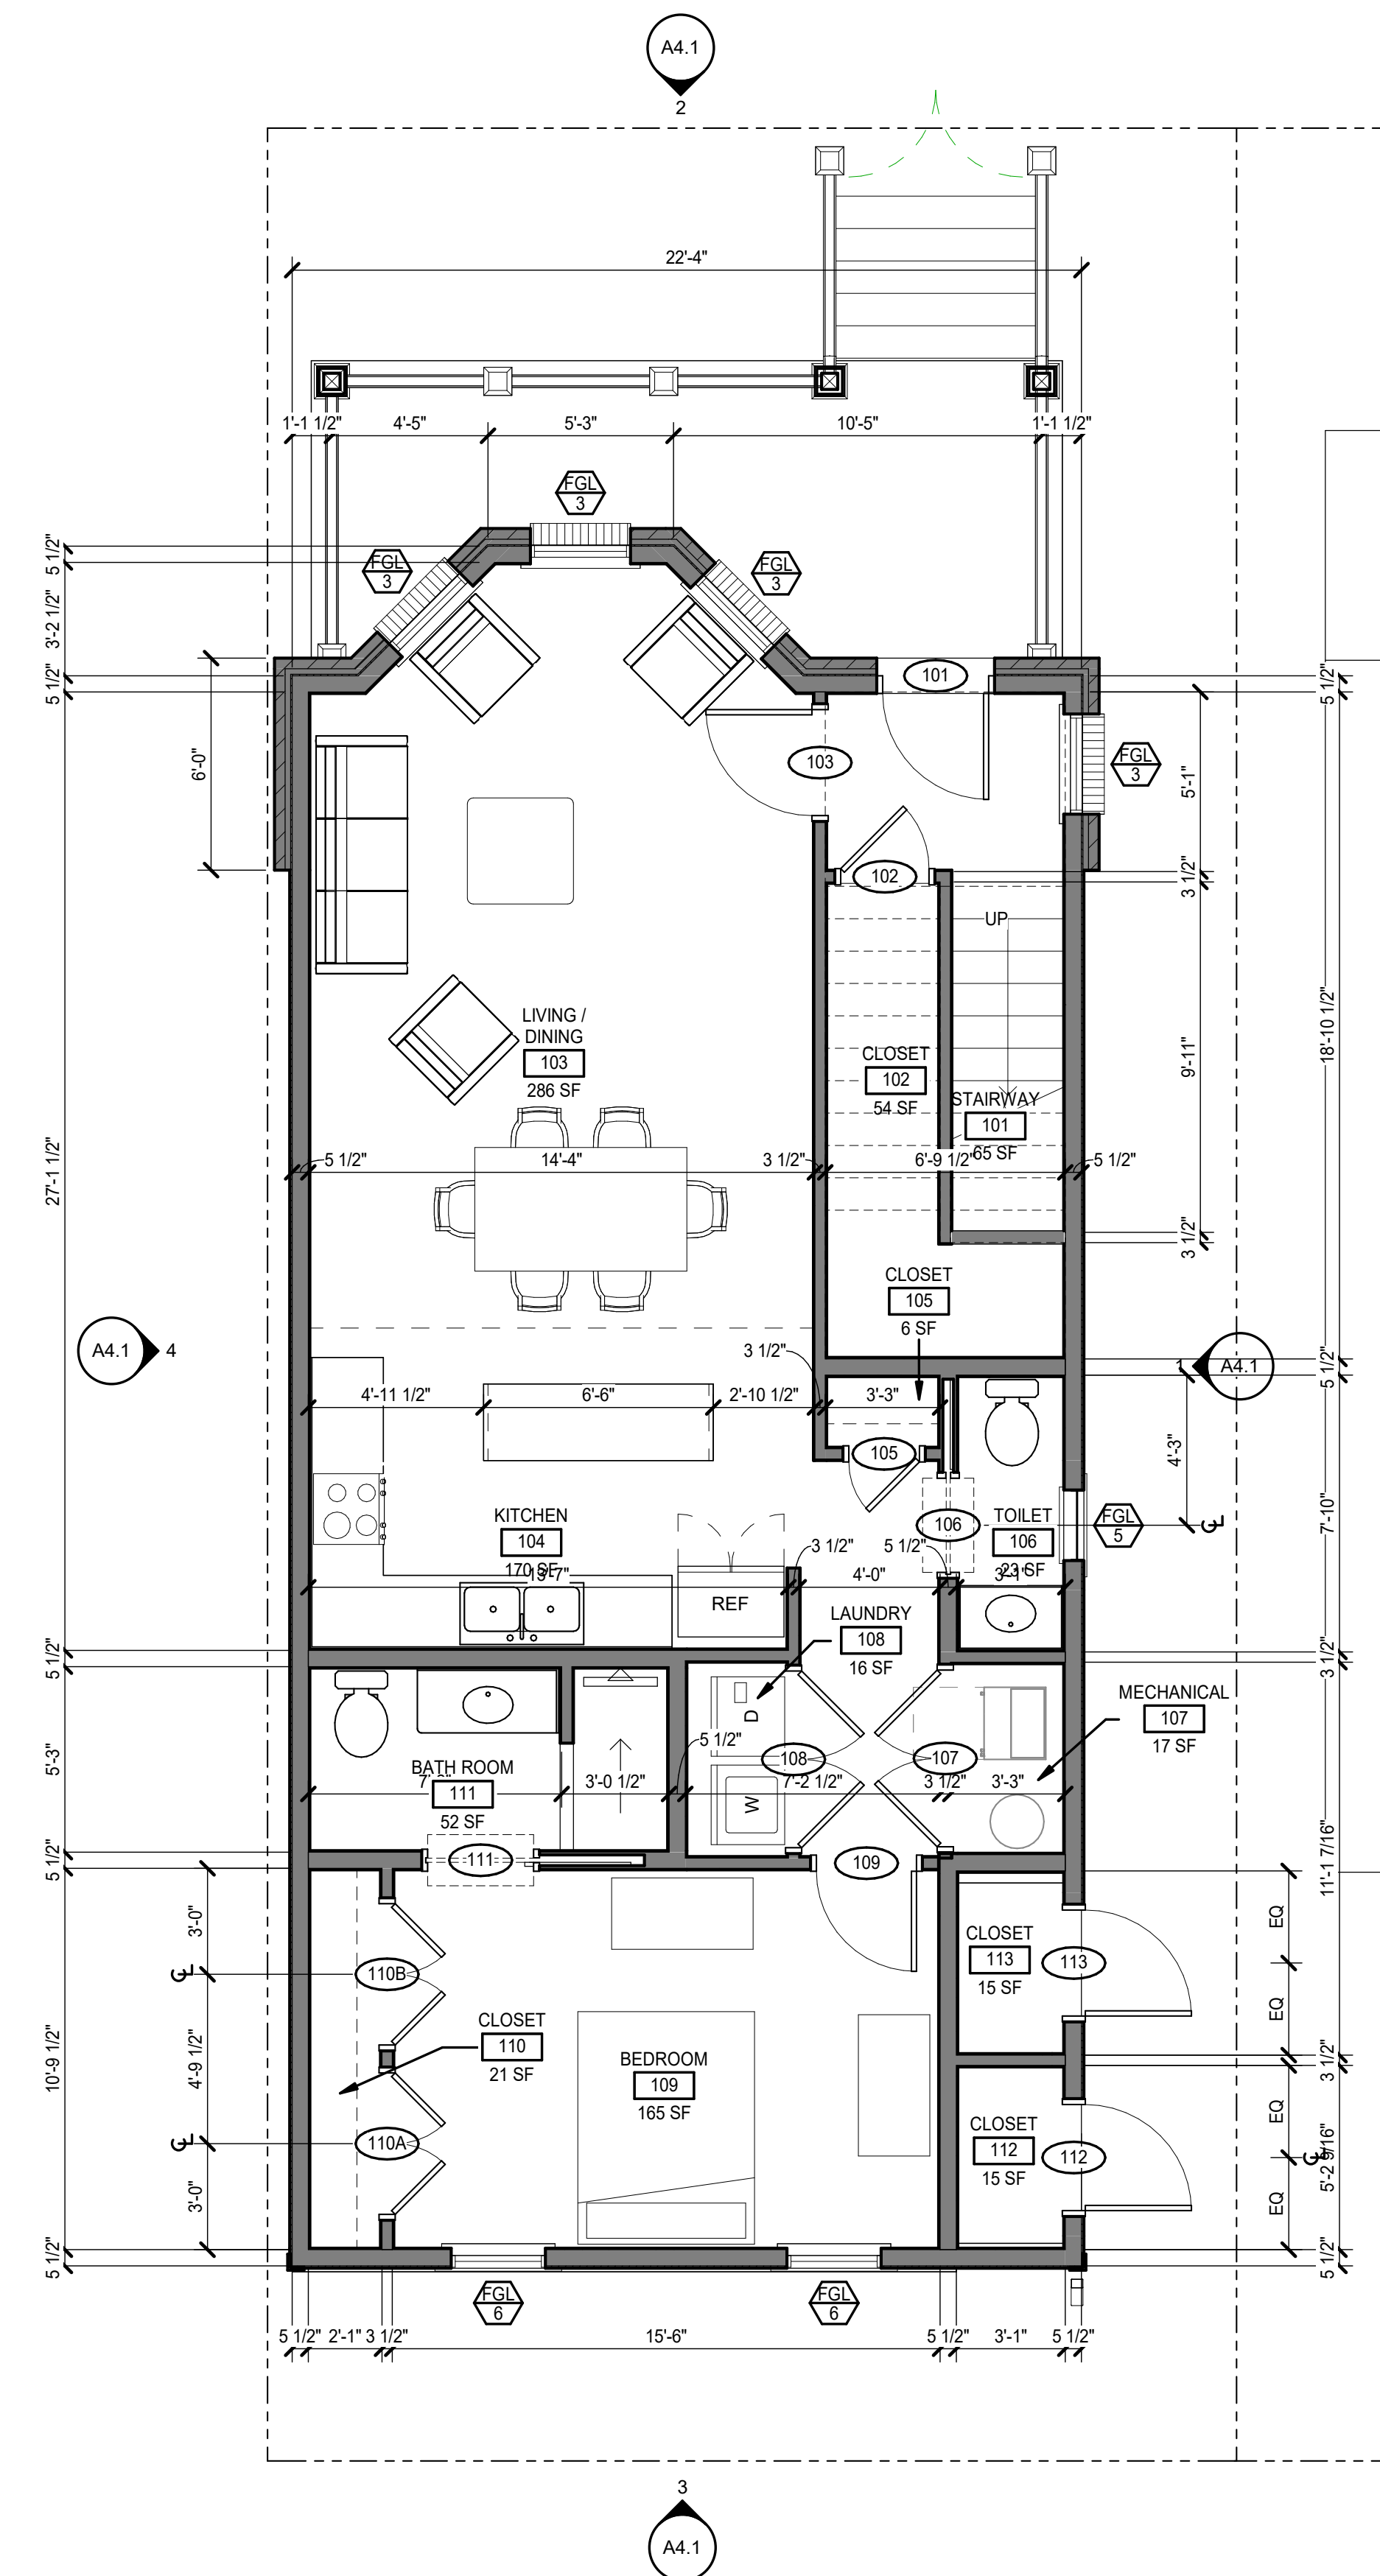 A4.1
2
22'-4"
1'-1 1/2"
4'-5"
5'-3"
10'-5"
1'-1 1/2"
FGL
3
FGL
3
FGL
3
5 1/2"
3'-2 1/2"
5 1/2"
101
5 1/2"
6'-0"
103
FGL
3
5'-1"
102
3 1/2"
UP
LIVING /
DINING
103
286 SF
CLOSET
102
54 SF
STAIRWAY
101
65 SF
9'-11"
18'-10 1/2"
27'-1 1/2"
5 1/2"
14'-4"
3 1/2"
6'-9 1/2"
5 1/2"
3 1/2"
CLOSET
105
6 SF
A4.1
4
3 1/2"
1
A4.1
5 1/2"
4'-11 1/2"
6'-6"
2'-10 1/2"
3'-3"
4'-3"
105
KITCHEN
104
170 SF
106
TOILET
106
23 SF
FGL
5
CL
7'-10"
3 1/2"
5 1/2"
13'-7"
4'-0"
3'-1"
REF
LAUNDRY
108
16 SF
5 1/2"
3 1/2"
MECHANICAL
107
17 SF
D
5 1/2"
108
107
5'-3"
BATH ROOM
111
52 SF
3'-0 1/2"
7'-2 1/2"
3 1/2"
3'-3"
W
5 1/2"
111
109
11'-1 7/16"
3'-0"
EQ
CLOSET
113
15 SF
113
CL
110B
EQ
10'-9 1/2"
4'-9 1/2"
CLOSET
110
21 SF
BEDROOM
109
165 SF
3 1/2"
EQ
CL
110A
CLOSET
112
15 SF
112
CL
5'-2 9/16"
3'-0"
EQ
5 1/2"
5 1/2"
FGL
6
FGL
6
5 1/2"
2'-1"
3 1/2"
15'-6"
5 1/2"
3'-1"
5 1/2"
3
A4.1